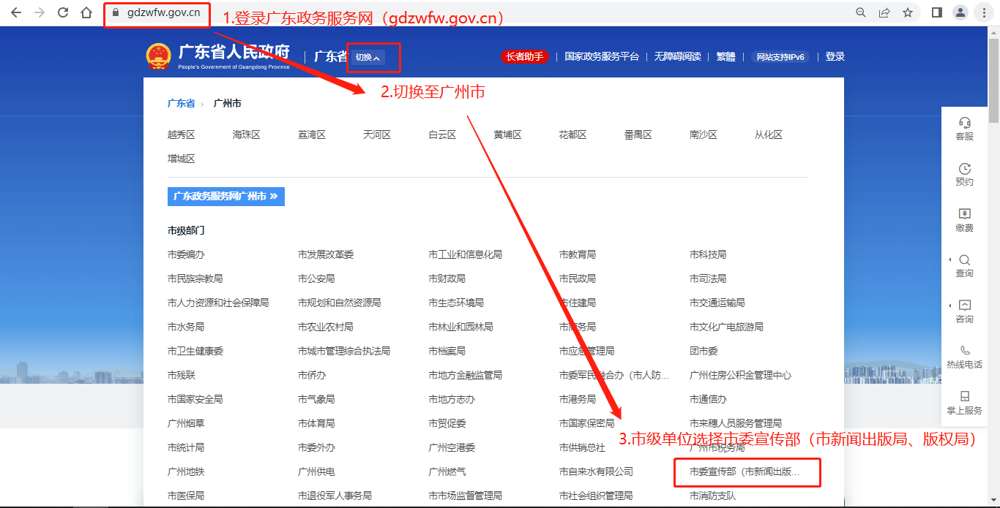 gdzwfw.gov.cn
1.登录广东政务服务网（gdzwfw.gov.cn）
广东省人民政府
People's Government of Guangdong Province
广东省 切换
长者助手 国家政务服务平台 无障碍阅读 繁體 网站支持IPv6 登录
2.切换至广州市
广东省 › 广州市
越秀区 海珠区 荔湾区 天河区 白云区 黄埔区 花都区 番禺区 南沙区 从化区
增城区
广东政务服务网广州市 »
市级部门
市委编办 市发展改革委 市工业和信息化局 市教育局 市科技局
市民族宗教局 市公安局 市财政局 市民政局 市司法局
市人力资源和社会保障局 市规划和自然资源局 市生态环境局 市住建局 市交通运输局
市水务局 市农业农村局 市林业和园林局 市商务局 市文化广电旅游局
市卫生健康委 市城市管理综合执法局 市档案局 市应急管理局 团市委
市残联 市侨办 市地方金融监管局 市委军民融合办（市人防… 广州住房公积金管理中心
市国家安全局 市气象局 市地方志办 市港务局 市通信办
广州烟草 市体育局 市贸促委 市国家保密局 市来穗人员服务管理局
3.市级单位选择市委宣传部（市新闻出版局、版权局）
市统计局 市委外办 广州空港委 市供销总社 广州市税务局
广州地铁 广州供电 广州燃气 市自来水有限公司 市委宣传部（市新闻出版…
市医保局 市退役军人事务局 市市场监督管理局 市社会组织管理局 市消防支队
客服
预约
缴费
查询
咨询
热线电话
掌上服务